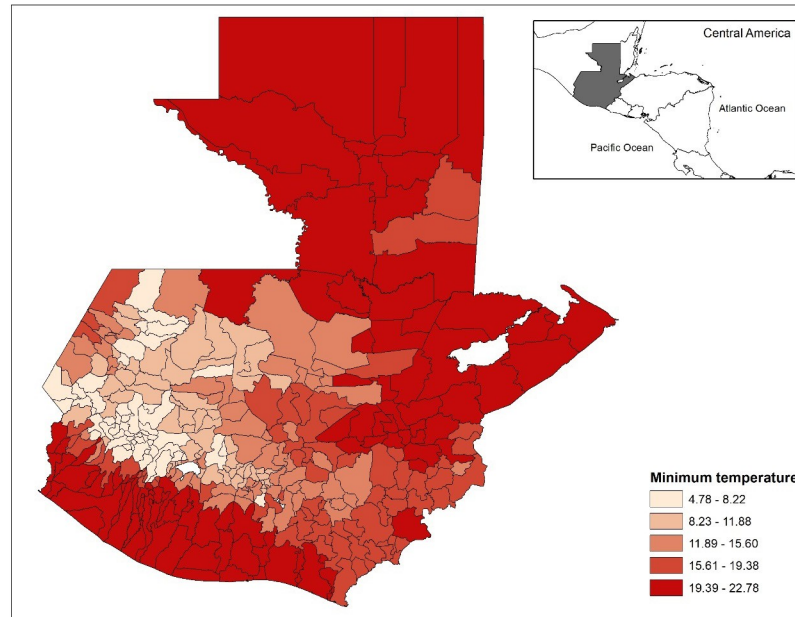 Central America
Atlantic Ocean
Pacific Ocean
Minimum temperature
4.78 - 8.22
8.23 - 11.88
11.89 - 15.60
15.61 - 19.38
19.39 - 22.78